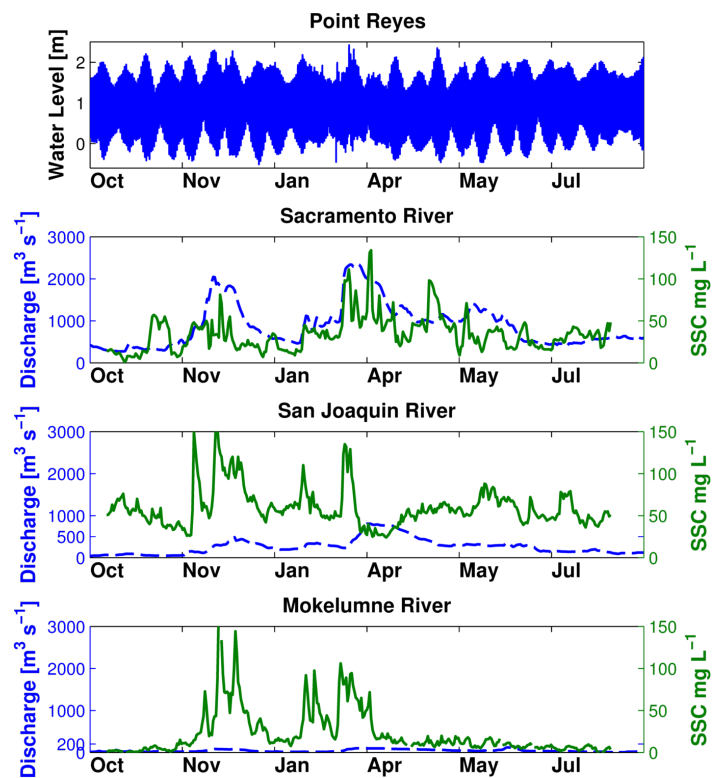 Point Reyes
Water Level [m]
2
1
0
Oct Nov Jan Apr May Jul
Sacramento River
Discharge [m³ s⁻¹]
3000
2000
1000
0
150
100
50
0
SSC mg L⁻¹
Oct Nov Jan Apr May Jul
San Joaquin River
Discharge [m³ s⁻¹]
3000
2000
1000
500
0
150
100
50
0
SSC mg L⁻¹
Oct Nov Jan Apr May Jul
Mokelumne River
Discharge [m³ s⁻¹]
3000
2000
1000
200
0
150
100
50
0
SSC mg L⁻¹
Oct Nov Jan Apr May Jul